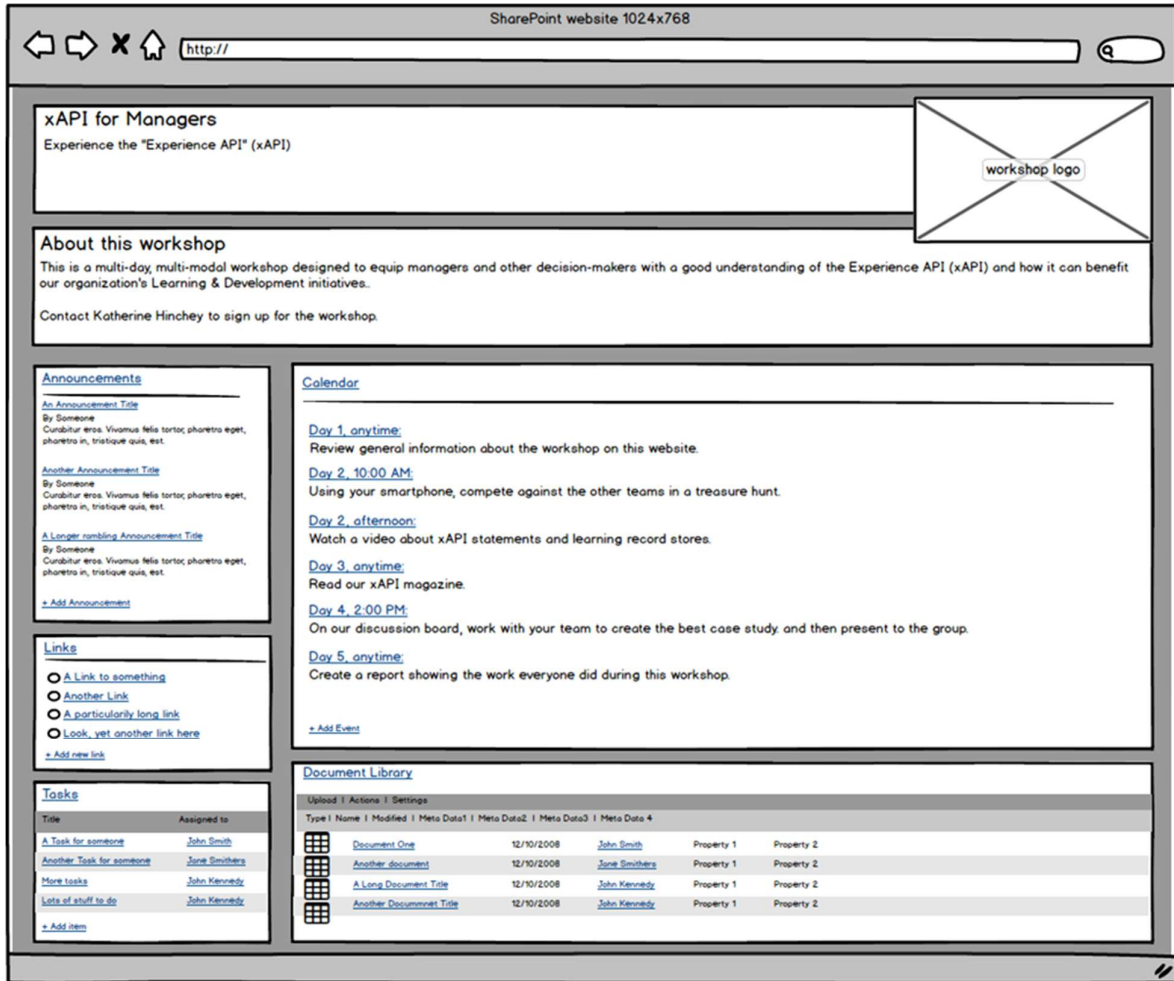 SharePoint website 1024x768
http://
xAPI for Managers
Experience the "Experience API" (xAPI)
workshop logo
About this workshop
This is a multi-day, multi-modal workshop designed to equip managers and other decision-makers with a good understanding of the Experience API (xAPI) and how it can benefit
our organization's Learning & Development initiatives..
Contact Katherine Hinchey to sign up for the workshop.
Announcements
An Announcement Title
By Someone
Curabitur eros. Vivamus felis tortor, pharetra eget,
pharetra in, tristique quis, est.
Another Announcement Title
By Someone
Curabitur eros. Vivamus felis tortor, pharetra eget,
pharetra in, tristique quis, est.
A Longer rambling Announcement Title
By Someone
Curabitur eros. Vivamus felis tortor, pharetra eget,
pharetra in, tristique quis, est.
+ Add Announcement
Links
A Link to something
Another Link
A particularily long link
Look, yet another link here
+ Add new link
Tasks
Title Assigned to
A Task for someone John Smith
Another Task for someone Jane Smithers
More tasks John Kennedy
Lots of stuff to do John Kennedy
+ Add item
Calendar
Day 1, anytime:
Review general information about the workshop on this website.
Day 2, 10:00 AM:
Using your smartphone, compete against the other teams in a treasure hunt.
Day 2, afternoon:
Watch a video about xAPI statements and learning record stores.
Day 3, anytime:
Read our xAPI magazine.
Day 4, 2:00 PM:
On our discussion board, work with your team to create the best case study. and then present to the group.
Day 5, anytime:
Create a report showing the work everyone did during this workshop.
+ Add Event
Document Library
Upload | Actions | Settings
Type | Name | Modified | Meta Data1 | Meta Data2 | Meta Data3 | Meta Data 4
Document One 12/10/2008 John Smith Property 1 Property 2
Another document 12/10/2008 Jane Smithers Property 1 Property 2
A Long Document Title 12/10/2008 John Kennedy Property 1 Property 2
Another Documnnet Title 12/10/2008 John Kennedy Property 1 Property 2